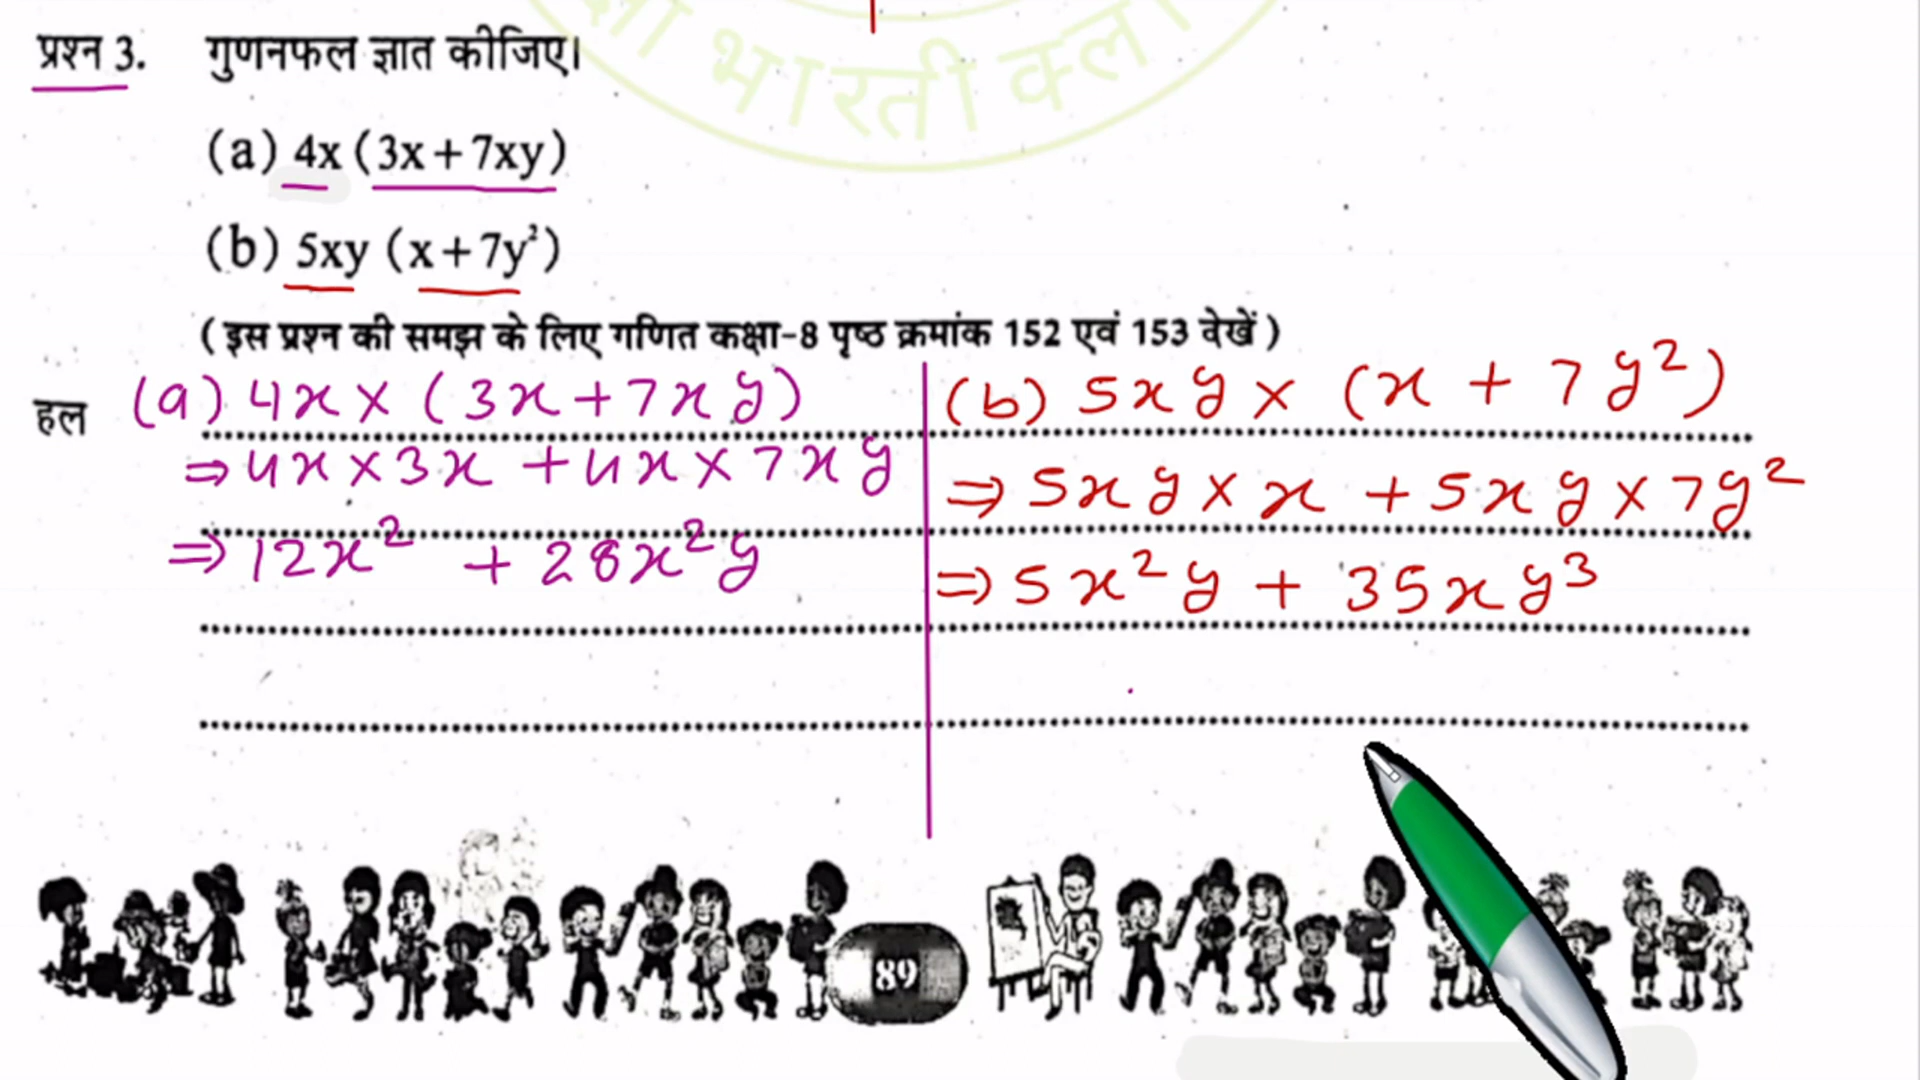 भारती क्ला
प्रश्न 3. गुणनफल ज्ञात कीजिए।
(a) 4x (3x+7xy)
(b) 5xy (x+7y²)
( इस प्रश्न की समझ के लिए गणित कक्षा-8 पृष्ठ क्रमांक 152 एवं 153 देखें )
हल (a) 4x × (3x+7xy)
⇒ 4x×3x + 4x×7xy
⇒ 12x² + 28x²y
(b) 5xy × (x + 7y²)
⇒ 5xy×x + 5xy×7y²
⇒ 5x²y + 35xy³
89